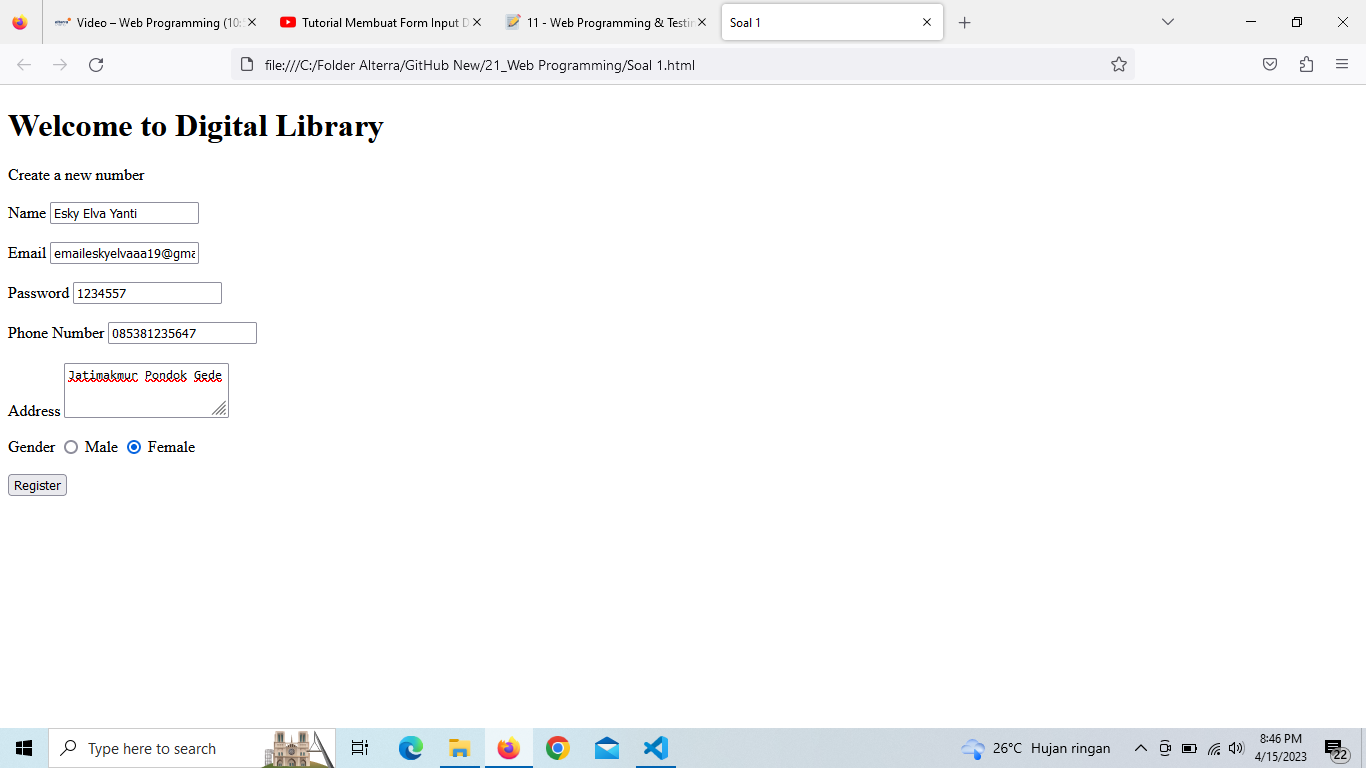 Video – Web Programming (10:
Tutorial Membuat Form Input D
11 - Web Programming & Testin
Soal 1
file:///C:/Folder Alterra/GitHub New/21_Web Programming/Soal 1.html
Welcome to Digital Library
Create a new number
Name Esky Elva Yanti
Email emaileskyelvaaa19@gma
Password 1234557
Phone Number 085381235647
Address Jatimakmur Pondok Gede
Gender Male Female
Register
Type here to search
26°C Hujan ringan
8:46 PM
4/15/2023
22